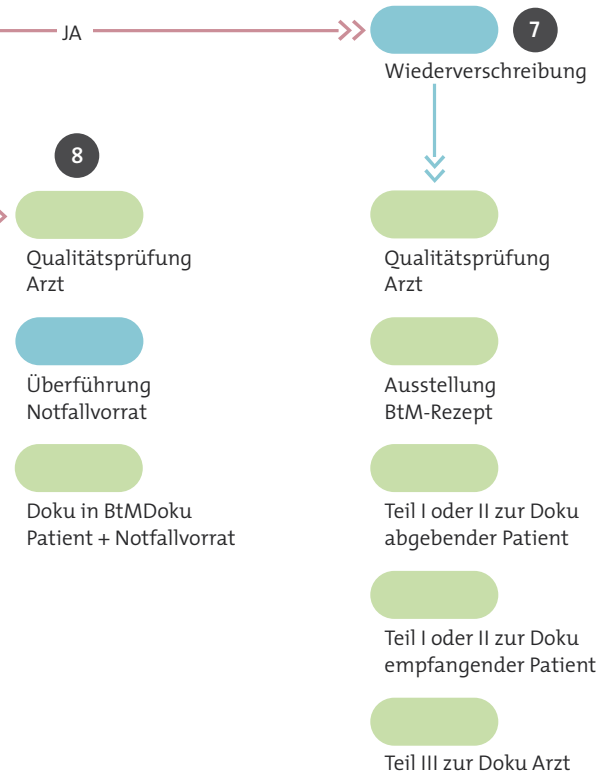 JA
7
Wiederverschreibung
8
Qualitätsprüfung
Arzt
Überführung
Notfallvorrat
Doku in BtMDoku
Patient + Notfallvorrat
Qualitätsprüfung
Arzt
Ausstellung
BtM-Rezept
Teil I oder II zur Doku
abgebender Patient
Teil I oder II zur Doku
empfangender Patient
Teil III zur Doku Arzt